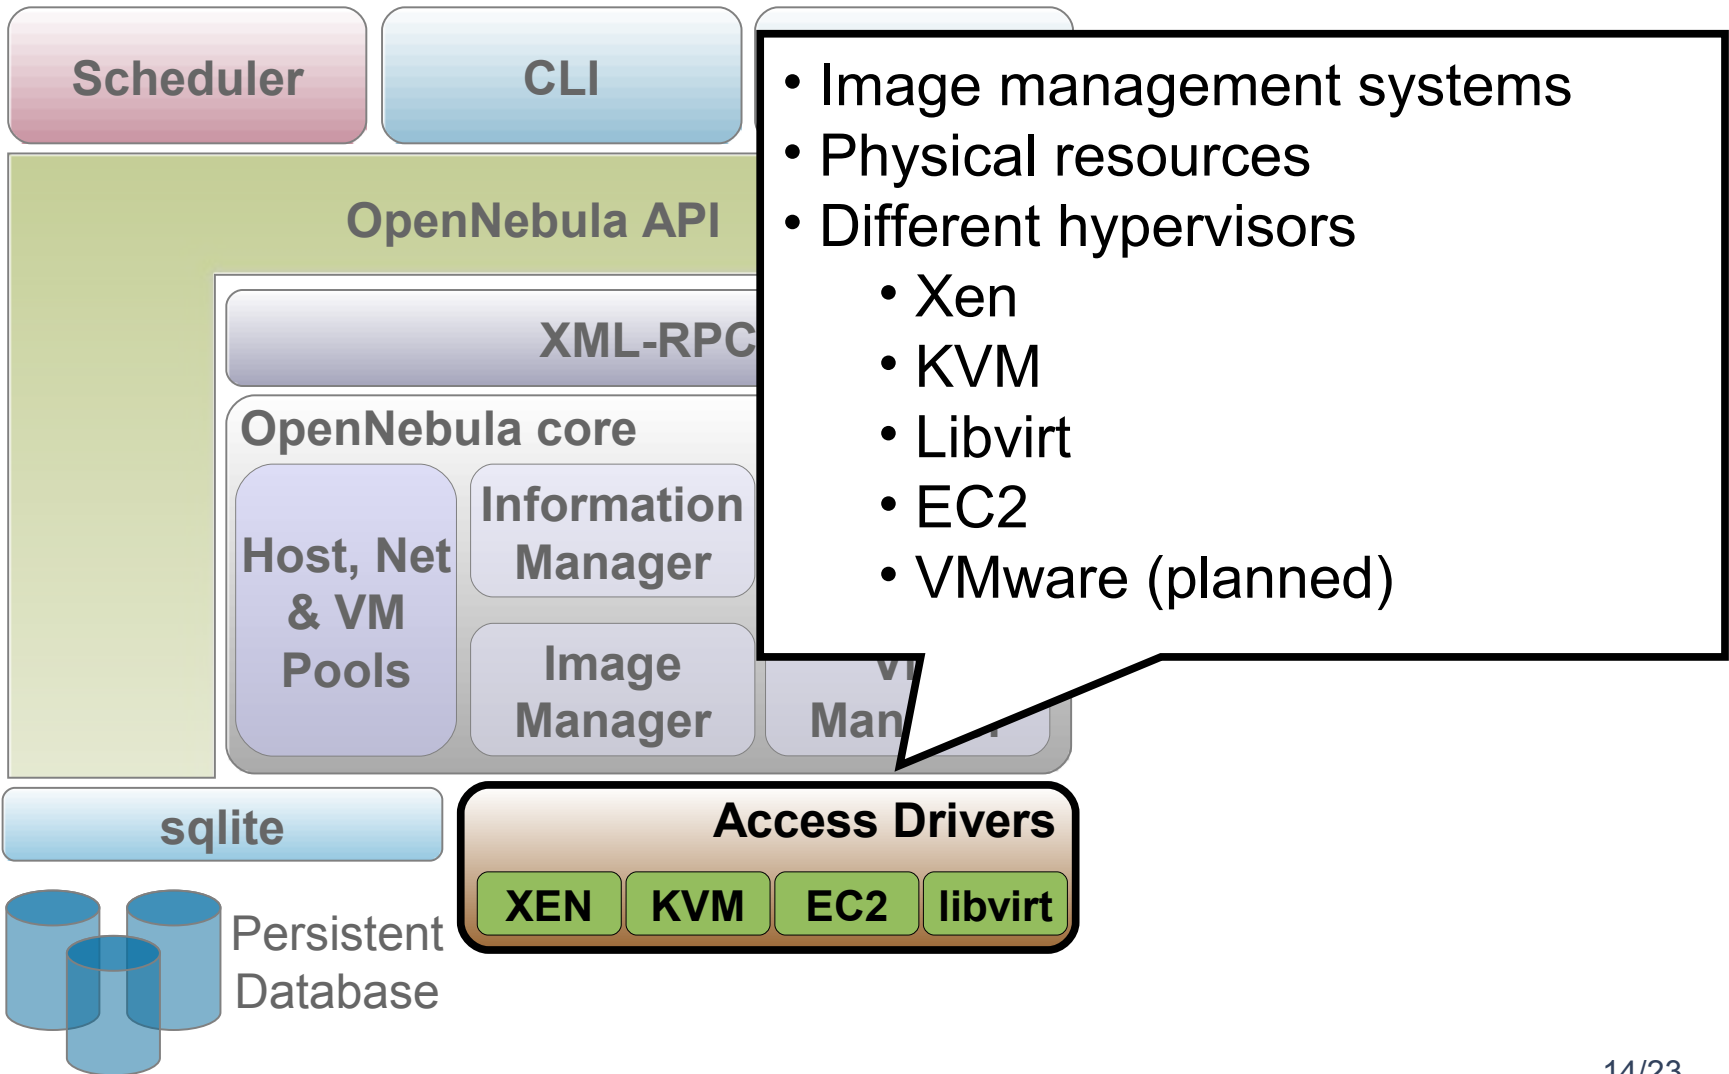 Scheduler
CLI
• Image management systems
• Physical resources
• Different hypervisors
• Xen
• KVM
• Libvirt
• EC2
• VMware (planned)
OpenNebula API
XML-RPC
OpenNebula core
Host, Net
& VM
Pools
Information
Manager
Image
Manager
sqlite
Access Drivers
XEN
KVM
EC2
libvirt
Persistent
Database
14/23